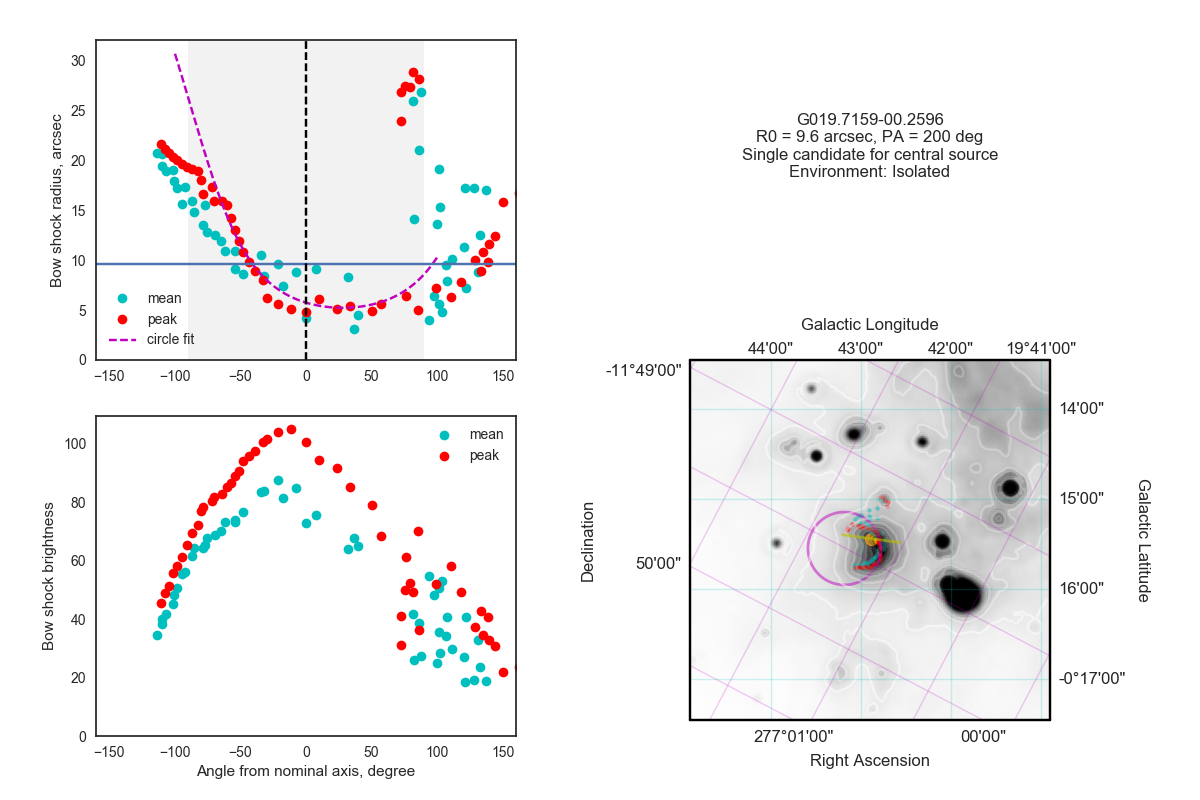 30
25
20
15
10
5
0
Bow shock radius, arcsec
mean
peak
circle fit
−150
−100
−50
0
50
100
150
100
80
60
40
20
0
Bow shock brightness
mean
peak
−150
−100
−50
0
50
100
150
Angle from nominal axis, degree
G019.7159-00.2596
R0 = 9.6 arcsec, PA = 200 deg
Single candidate for central source
Environment: Isolated
Galactic Longitude
44'00"
43'00"
42'00"
19°41'00"
-11°49'00"
50'00"
Declination
14'00"
15'00"
16'00"
-0°17'00"
Galactic Latitude
277°01'00"
00'00"
Right Ascension